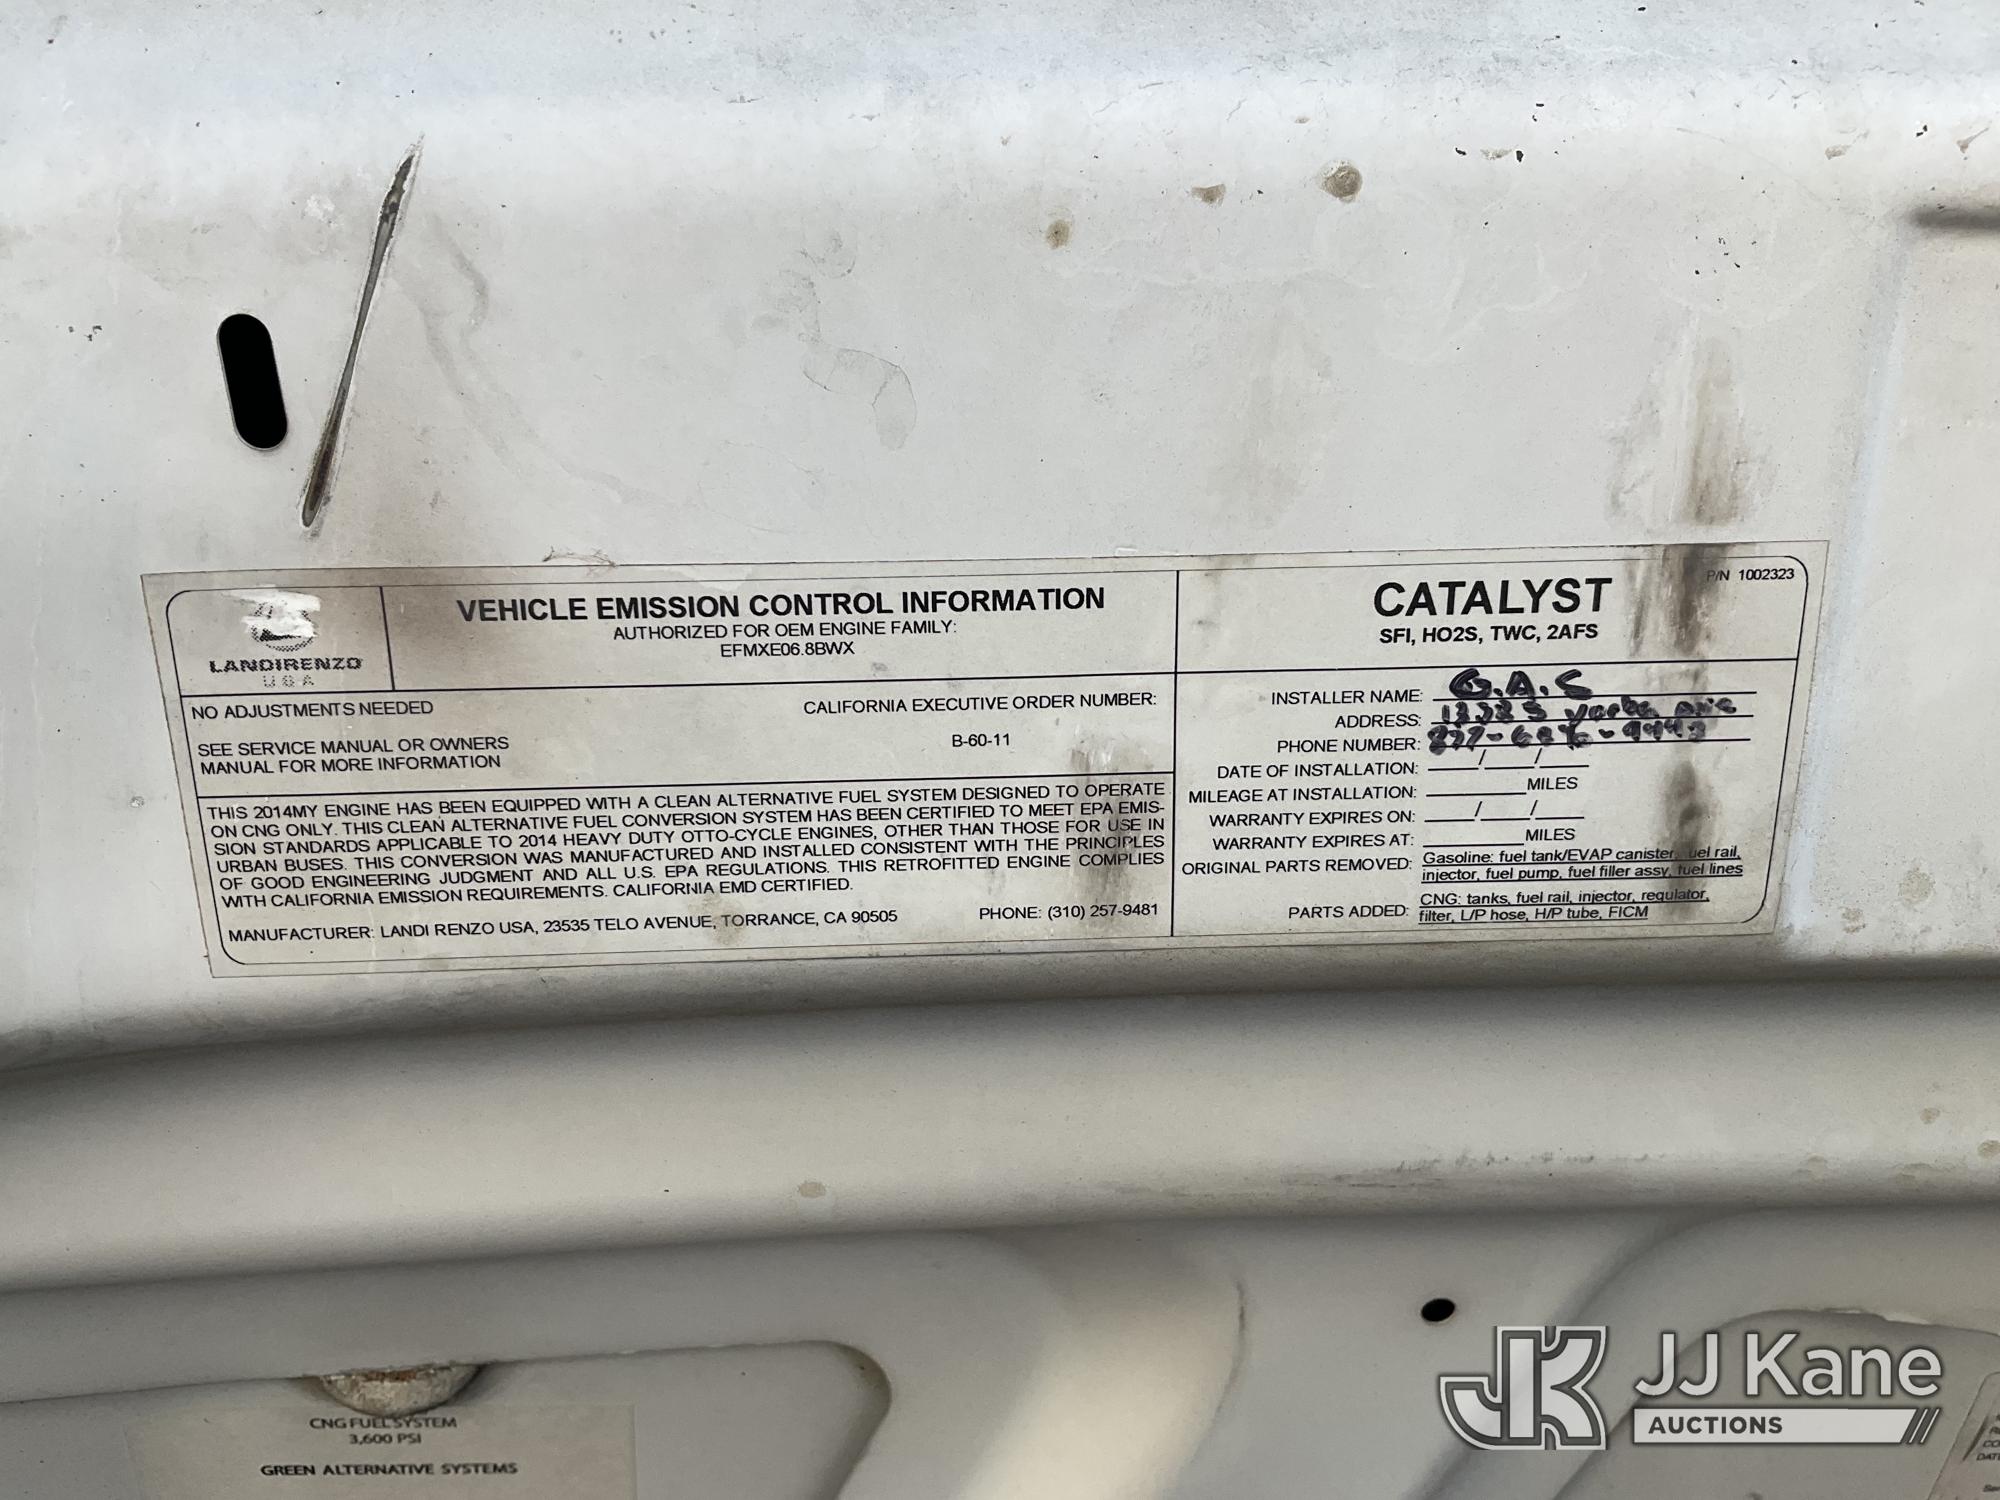 LANDIRENZO
USA
VEHICLE EMISSION CONTROL INFORMATION
AUTHORIZED FOR OEM ENGINE FAMILY:
EFMXE06.8BWX
NO ADJUSTMENTS NEEDED
SEE SERVICE MANUAL OR OWNERS
MANUAL FOR MORE INFORMATION
CALIFORNIA EXECUTIVE ORDER NUMBER:
B-60-11
THIS 2014MY ENGINE HAS BEEN EQUIPPED WITH A CLEAN ALTERNATIVE FUEL SYSTEM DESIGNED TO OPERATE
ON CNG ONLY. THIS CLEAN ALTERNATIVE FUEL CONVERSION SYSTEM HAS BEEN CERTIFIED TO MEET EPA EMIS-
SION STANDARDS APPLICABLE TO 2014 HEAVY DUTY OTTO-CYCLE ENGINES, OTHER THAN THOSE FOR USE IN
URBAN BUSES. THIS CONVERSION WAS MANUFACTURED AND INSTALLED CONSISTENT WITH THE PRINCIPLES
OF GOOD ENGINEERING JUDGMENT AND ALL U.S. EPA REGULATIONS. THIS RETROFITTED ENGINE COMPLIES
WITH CALIFORNIA EMISSION REQUIREMENTS. CALIFORNIA EMD CERTIFIED.
MANUFACTURER: LANDI RENZO USA, 23535 TELO AVENUE, TORRANCE, CA 90505 PHONE: (310) 257-9481
P/N 1002323
CATALYST
SFI, HO2S, TWC, 2AFS
INSTALLER NAME: G.A.S
ADDRESS:
PHONE NUMBER:
DATE OF INSTALLATION: ____/____/____
MILEAGE AT INSTALLATION: ________ MILES
WARRANTY EXPIRES ON: ____/____/____
WARRANTY EXPIRES AT: ________ MILES
ORIGINAL PARTS REMOVED: Gasoline: fuel tank/EVAP canister, fuel rail,
injector, fuel pump, fuel filler assy, fuel lines
PARTS ADDED: CNG: tanks, fuel rail, injector, regulator,
filter, L/P hose, H/P tube, FICM
CNG FUEL SYSTEM
3,600 PSI
GREEN ALTERNATIVE SYSTEMS
JK JJ Kane
AUCTIONS